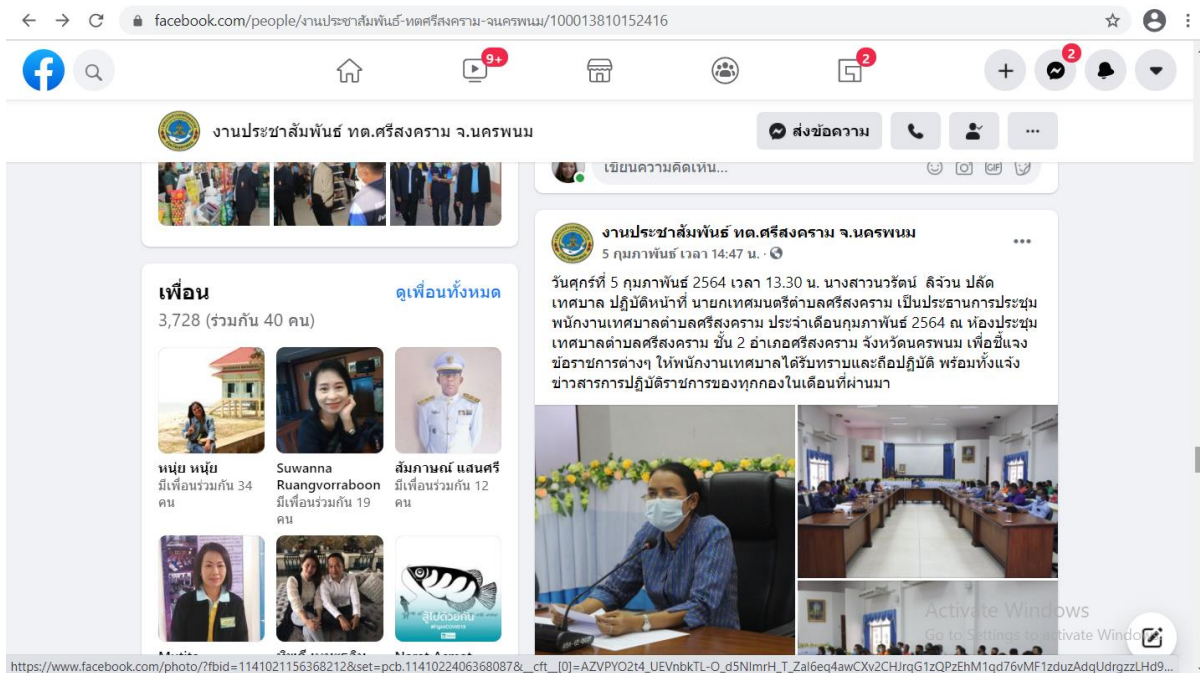 facebook.com/people/งานประชาสัมพันธ์-ทตศรีสงคราม-จนครพนม/100013810152416
9+
2
2
งานประชาสัมพันธ์ ทต.ศรีสงคราม จ.นครพนม
ส่งข้อความ
เขียนความคิดเห็น...
GIF
เพื่อน
ดูเพื่อนทั้งหมด
3,728 (ร่วมกัน 40 คน)
หนุ่ย หนุ้ย
มีเพื่อนร่วมกัน 34
คน
Suwanna
Ruangvorraboon
มีเพื่อนร่วมกัน 19
คน
สัมภาษณ์ แสนศรี
มีเพื่อนร่วมกัน 12
คน
สู้ไปด้วยกัน
งานประชาสัมพันธ์ ทต.ศรีสงคราม จ.นครพนม
5 กุมภาพันธ์ เวลา 14:47 น. ·
วันศุกร์ที่ 5 กุมภาพันธ์ 2564 เวลา 13.30 น. นางสาวนวรัตน์ ลิจ้วน ปลัด
เทศบาล ปฏิบัติหน้าที่ นายกเทศมนตรีตำบลศรีสงคราม เป็นประธานการประชุม
พนักงานเทศบาลตำบลศรีสงคราม ประจำเดือนกุมภาพันธ์ 2564 ณ ห้องประชุม
เทศบาลตำบลศรีสงคราม ชั้น 2 อำเภอศรีสงคราม จังหวัดนครพนม เพื่อชี้แจง
ข้อราชการต่างๆ ให้พนักงานเทศบาลได้รับทราบและถือปฏิบัติ พร้อมทั้งแจ้ง
ข่าวสารการปฏิบัติราชการของทุกกองในเดือนที่ผ่านมา
Activate Windows
Go to Settings to activate Windo